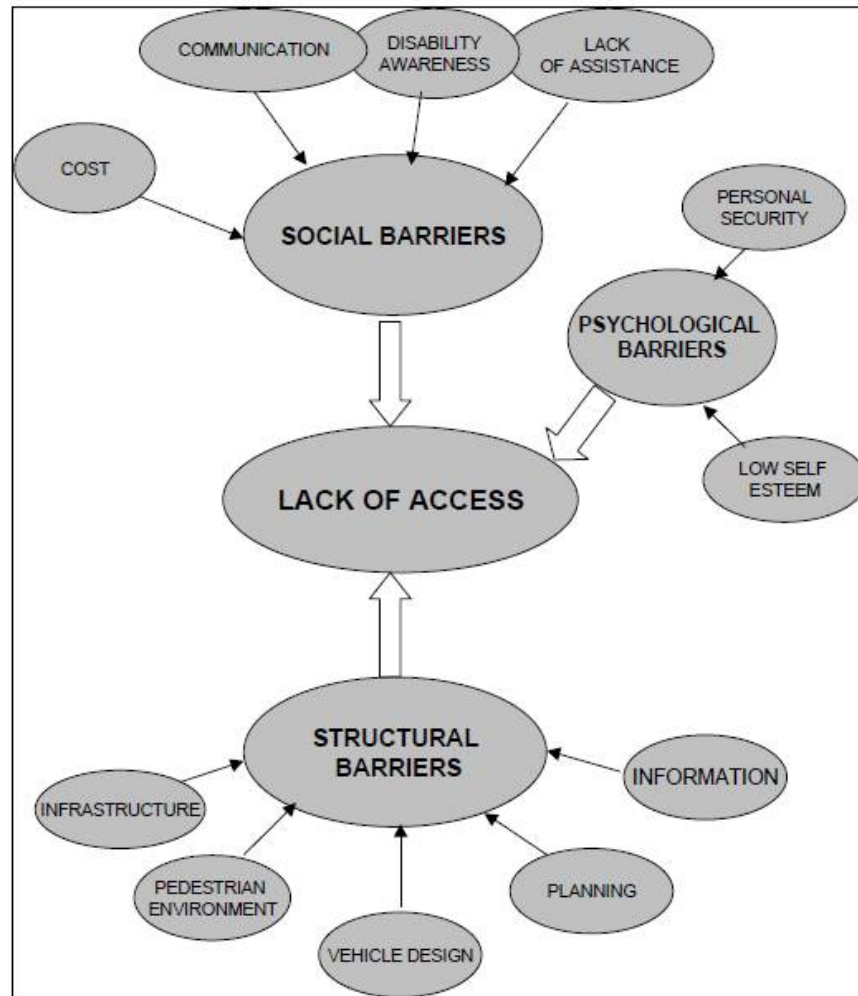 COMMUNICATION
DISABILITY
AWARENESS
LACK
OF ASSISTANCE
COST
SOCIAL BARRIERS
PERSONAL
SECURITY
PSYCHOLOGICAL
BARRIERS
LOW SELF
ESTEEM
LACK OF ACCESS
STRUCTURAL
BARRIERS
INFORMATION
INFRASTRUCTURE
PEDESTRIAN
ENVIRONMENT
PLANNING
VEHICLE DESIGN